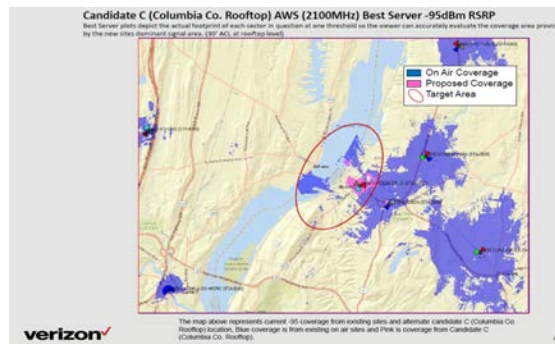 Candidate C (Columbia Co. Rooftop) AWS (2100MHz) Best Server -95dBm RSRP
Best Server plots depict the actual footprint of each sector in question at one threshold so the viewer can accurately evaluate the coverage area provi
by the new sites dominant signal area. (30' ACL at rooftop level)
On Air Coverage
Proposed Coverage
Target Area
The map above represents current -95 coverage from existing sites and alternate candidate C (Columbia Co.
Rooftop) location, Blue coverage is from existing on air sites and Pink is coverage from Candidate C
(Columbia Co. Rooftop).
verizon